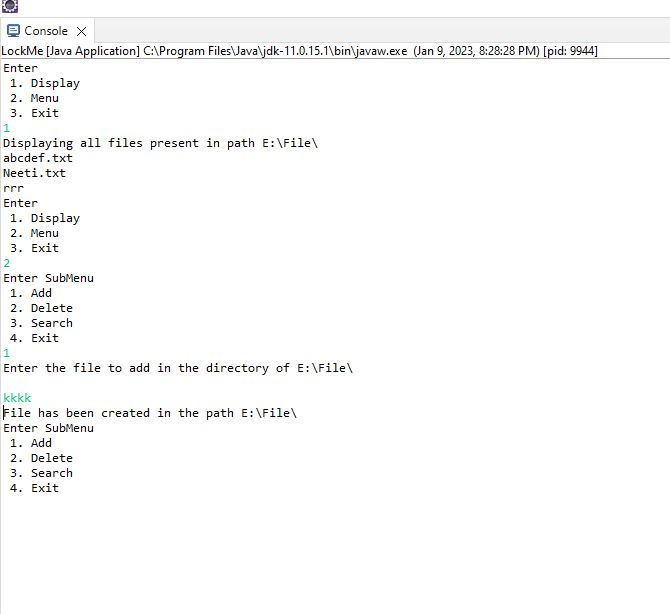 Console
LockMe [Java Application] C:\Program Files\Java\jdk-11.0.15.1\bin\javaw.exe (Jan 9, 2023, 8:28:28 PM) [pid: 9944]
Enter
1. Display
2. Menu
3. Exit
1
Displaying all files present in path E:\File\
abcdef.txt
Neeti.txt
rrr
Enter
1. Display
2. Menu
3. Exit
2
Enter SubMenu
1. Add
2. Delete
3. Search
4. Exit
1
Enter the file to add in the directory of E:\File\
kkkk
File has been created in the path E:\File\
Enter SubMenu
1. Add
2. Delete
3. Search
4. Exit